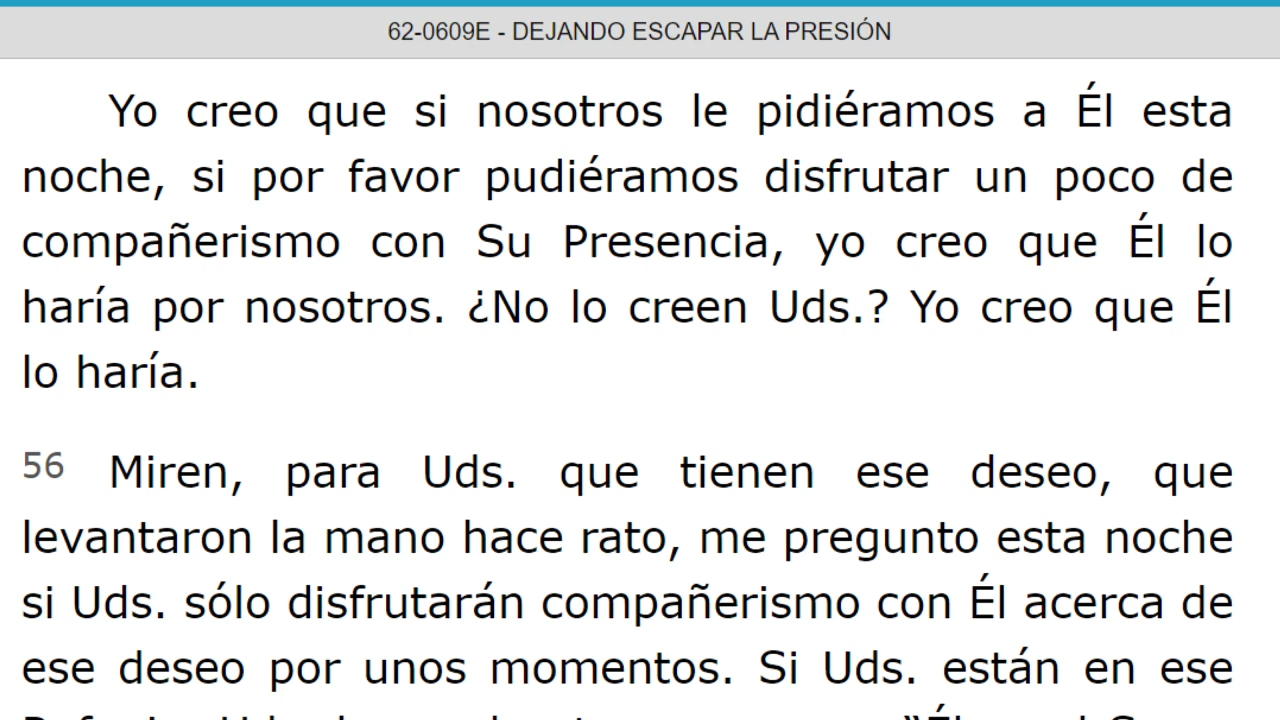 62-0609E - DEJANDO ESCAPAR LA PRESIÓN
Yo creo que si nosotros le pidiéramos a Él esta
noche, si por favor pudiéramos disfrutar un poco de
compañerismo con Su Presencia, yo creo que Él lo
haría por nosotros. ¿No lo creen Uds.? Yo creo que Él
lo haría.
56 Miren, para Uds. que tienen ese deseo, que
levantaron la mano hace rato, me pregunto esta noche
si Uds. sólo disfrutarán compañerismo con Él acerca de
ese deseo por unos momentos. Si Uds. están en ese